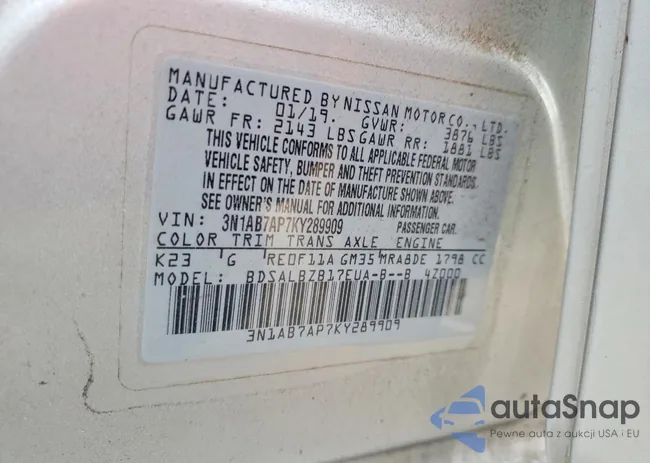 MANUFACTURED BY NISSAN MOTOR CO., LTD.
DATE: 01/19. GVWR: 3876 LBS
GAWR FR: 2143 LBS GAWR RR: 1881 LBS
THIS VEHICLE CONFORMS TO ALL APPLICABLE FEDERAL MOTOR
VEHICLE SAFETY, BUMPER AND THEFT PREVENTION STANDARDS
IN EFFECT ON THE DATE OF MANUFACTURE SHOWN ABOVE.
SEE OWNER'S MANUAL FOR ADDITIONAL INFORMATION.
VIN: 3N1AB7AP7KY289909 PASSENGER CAR.
COLOR TRIM TRANS AXLE ENGINE
K23 G RE0F11A GM35 MRA8DE 1798 CC
MODEL: BDSALBZB17EUA-B--B 4Z000
3N1AB7AP7KY289909
autaSnap
Pewne auta z aukcji USA i EU